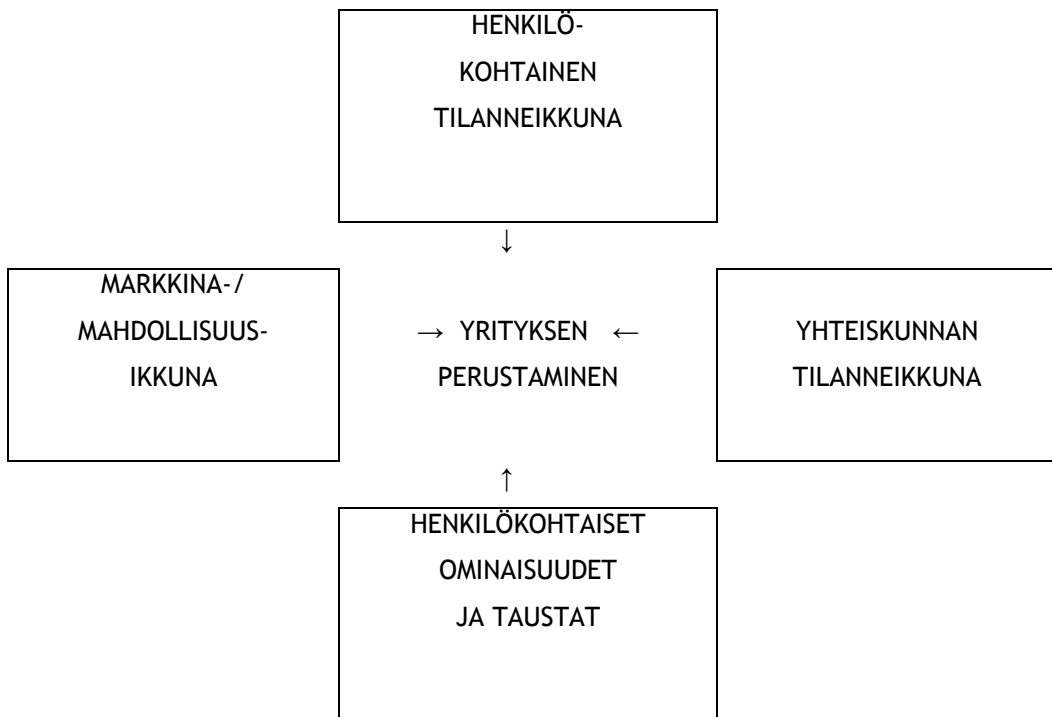 HENKILÖ-
KOHTAINEN
TILANNEIKKUNA
↓
MARKKINA- /
MAHDOLLISUUS-
IKKUNA
→ YRITYKSEN ←
PERUSTAMINEN
YHTEISKUNNAN
TILANNEIKKUNA
↑
HENKILÖKOHTAISET
OMINAISUUDET
JA TAUSTAT